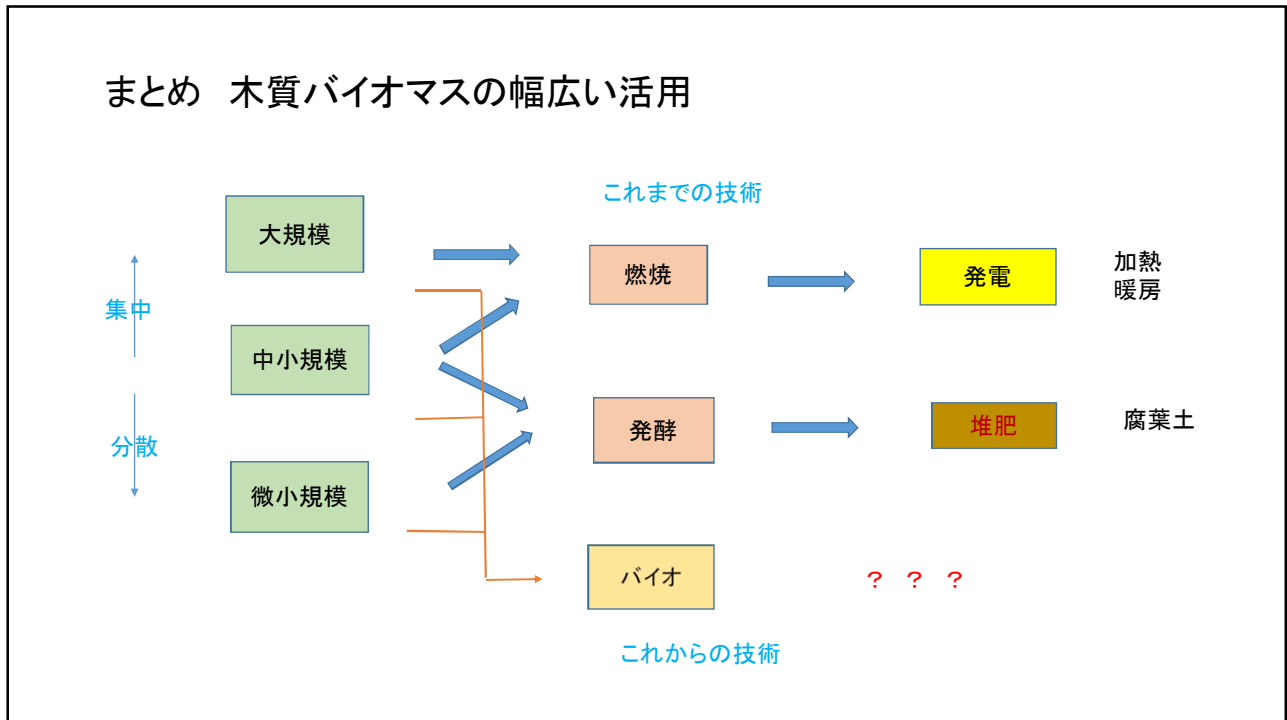 まとめ　木質バイオマスの幅広い活用
これまでの技術
大規模
燃焼
発電
加熱
暖房
集中
中小規模
分散
発酵
堆肥
腐葉土
微小規模
バイオ
？ ？ ？
これからの技術